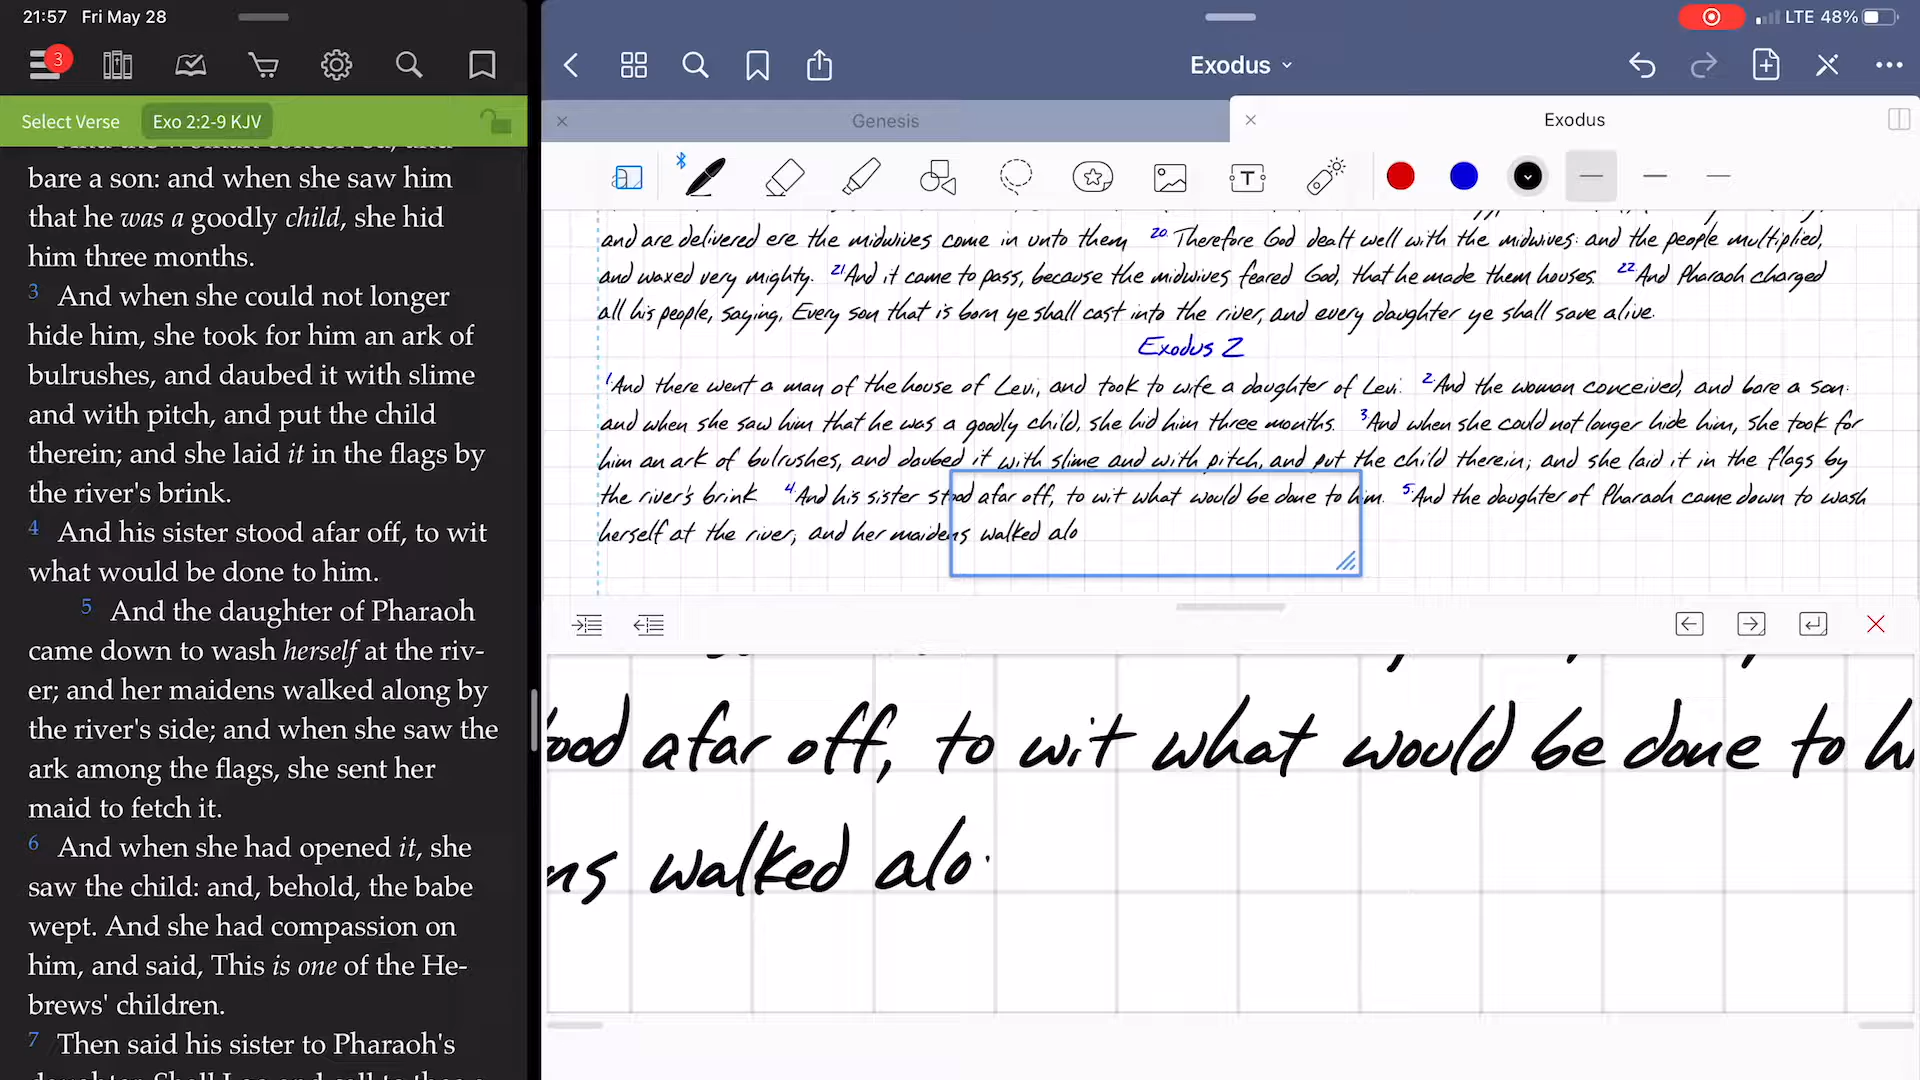 21:57 Fri May 28
3
Select Verse Exo 2:2-9 KJV
bare a son: and when she saw him
that he was a goodly child, she hid
him three months.
3 And when she could not longer
hide him, she took for him an ark of
bulrushes, and daubed it with slime
and with pitch, and put the child
therein; and she laid it in the flags by
the river's brink.
4 And his sister stood afar off, to wit
what would be done to him.
5 And the daughter of Pharaoh
came down to wash herself at the riv-
er; and her maidens walked along by
the river's side; and when she saw the
ark among the flags, she sent her
maid to fetch it.
6 And when she had opened it, she
saw the child: and, behold, the babe
wept. And she had compassion on
him, and said, This is one of the He-
brews' children.
7 Then said his sister to Pharaoh's
LTE 48%
Exodus
Genesis
Exodus
T
and are delivered ere the midwives come in unto them 20. Therefore God dealt well with the midwives: and the people multiplied,
and waxed very mighty. 21 And it came to pass, because the midwives feared God, that he made them houses. 22. And Pharaoh charged
all his people, saying, Every son that is born ye shall cast into the river, and every daughter ye shall save alive.
Exodus 2
1. And there went a man of the house of Levi, and took to wife a daughter of Levi. 2. And the woman conceived, and bare a son:
and when she saw him that he was a goodly child, she hid him three months. 3. And when she could not longer hide him, she took for
him an ark of bulrushes, and daubed it with slime and with pitch, and put the child therein; and she laid it in the flags by
the river's brink 4. And his sister stood afar off, to wit what would be done to him. 5. And the daughter of Pharaoh came down to wash
herself at the river; and her maidens walked alo
tood afar off, to wit what would be done to hi
ns walked alo